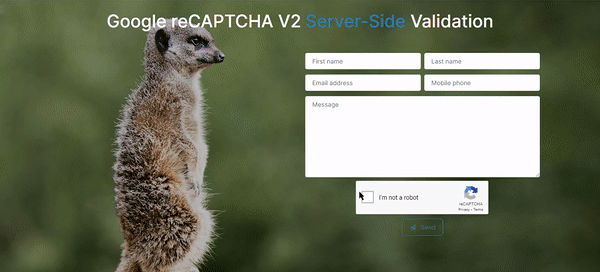 Google reCAPTCHA V2 Server-Side Validation
First name
Last name
Email address
Mobile phone
Message
I'm not a robot
reCAPTCHA
Privacy - Terms
Send